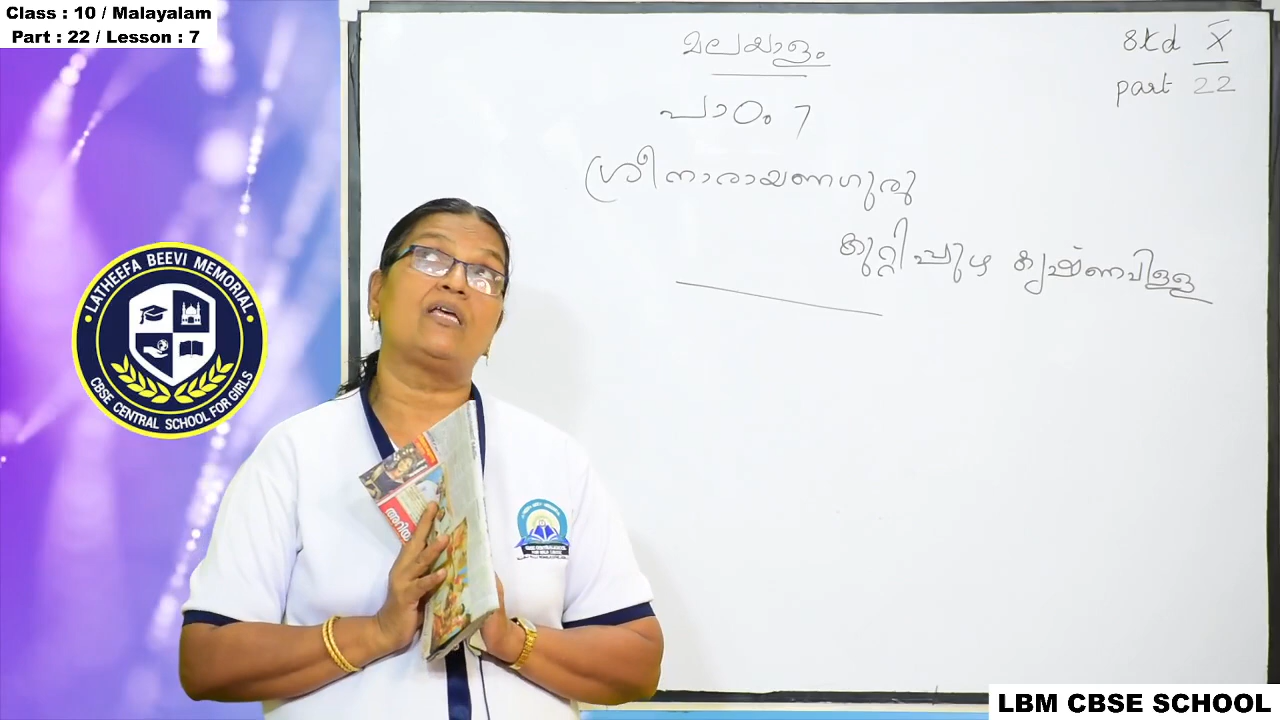 Class : 10 / Malayalam
Part : 22 / Lesson : 7
മലയാളം
Std X
part 22
പാഠം 7
ശ്രീനാരായണഗുരു
കുറ്റിപ്പുഴ കൃഷ്ണപിള്ള
LATHEEFA BEEVI MEMORIAL
CBSE CENTRAL SCHOOL FOR GIRLS
LBM CBSE SCHOOL